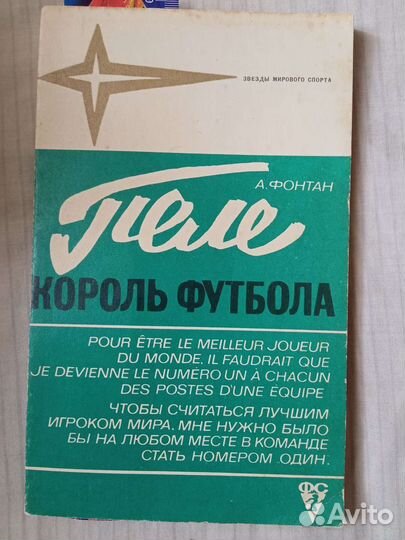 ЗВЕЗДЫ МИРОВОГО СПОРТА
А.ФОНТАН
Пеле
КОРОЛЬ ФУТБОЛА
POUR ÊTRE LE MEILLEUR JOUEUR
DU MONDE. IL FAUDRAIT QUE
JE DEVIENNE LE NUMÉRO UN À CHACUN
DES POSTES D'UNE ÉQUIPE
ЧТОБЫ СЧИТАТЬСЯ ЛУЧШИМ
ИГРОКОМ МИРА. МНЕ НУЖНО БЫЛО
БЫ НА ЛЮБОМ МЕСТЕ В КОМАНДЕ
СТАТЬ НОМЕРОМ ОДИН.
ФС
Avito